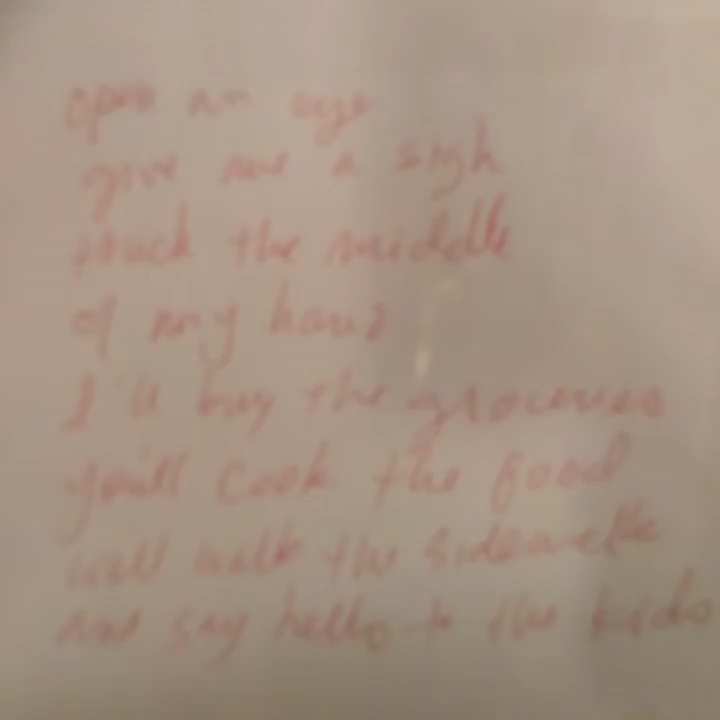 open an eye
give me a sigh
touch the middle
of my hand
I'll buy the groceries
you'll cook the food
we'll walk the sidewalk
and say hello to the kids